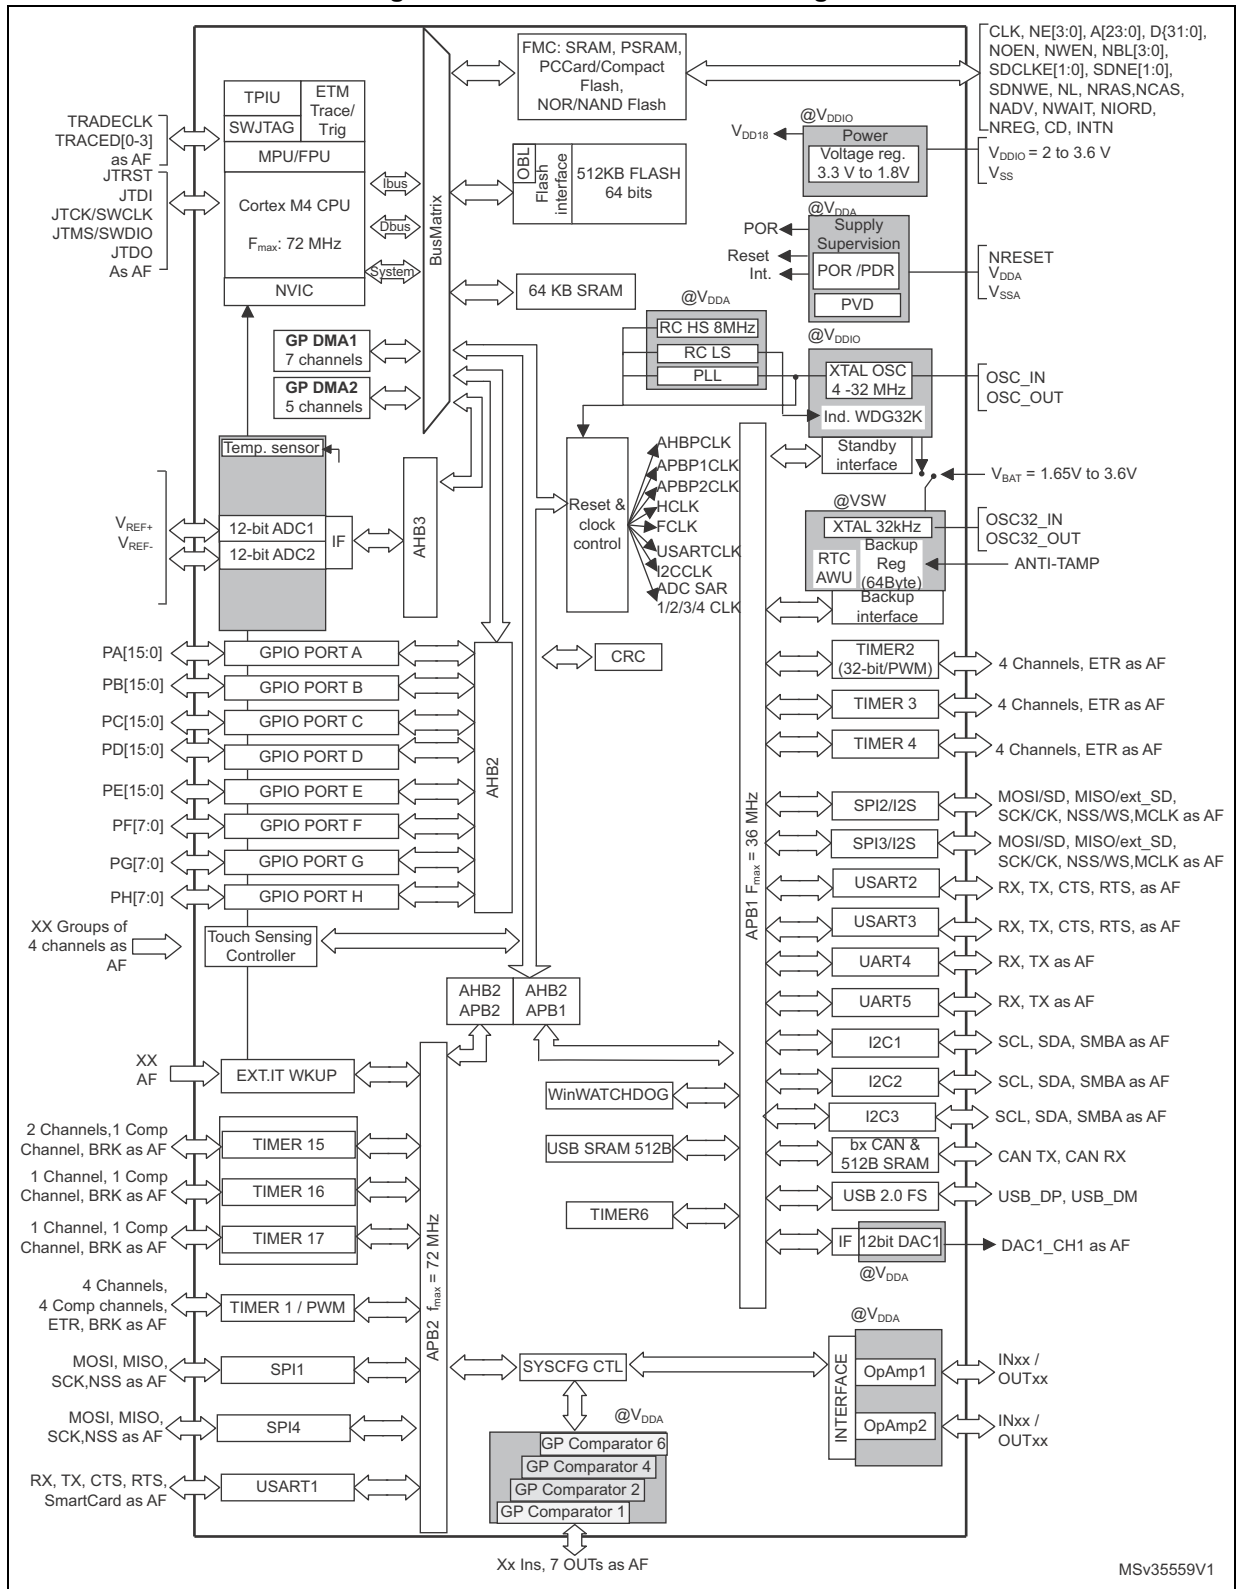 CLK, NE[3:0], A[23:0], D{31:0],
NOEN, NWEN, NBL[3:0],
SDCLKE[1:0], SDNE[1:0],
SDNWE, NL, NRAS,NCAS,
NADV, NWAIT, NIORD,
NREG, CD, INTN
FMC: SRAM, PSRAM,
PCCard/Compact
Flash,
NOR/NAND Flash
TPIU
ETM
Trace/
Trig
SWJTAG
MPU/FPU
Cortex M4 CPU
Fmax: 72 MHz
NVIC
TRADECLK
TRACED[0-3]
as AF
JTRST
JTDI
JTCK/SWCLK
JTMS/SWDIO
JTDO
As AF
Ibus
Dbus
System
BusMatrix
OBL
Flash
interface
512KB FLASH
64 bits
64 KB SRAM
@VDDIO
Power
Voltage reg.
3.3 V to 1.8V
VDD18
VDDIO = 2 to 3.6 V
VSS
@VDDA
Supply
Supervision
POR /PDR
PVD
POR
Reset
Int.
NRESET
VDDA
VSSA
@VDDA
RC HS 8MHz
RC LS
PLL
@VDDIO
XTAL OSC
4 -32 MHz
Ind. WDG32K
OSC_IN
OSC_OUT
Standby
interface
VBAT = 1.65V to 3.6V
@VSW
XTAL 32kHz
RTC
AWU
Backup
Reg
(64Byte)
OSC32_IN
OSC32_OUT
ANTI-TAMP
Backup
interface
GP DMA1
7 channels
GP DMA2
5 channels
Temp. sensor
VREF+
VREF-
12-bit ADC1
12-bit ADC2
IF
AHB3
Reset &
clock
control
AHBPCLK
APBP1CLK
APBP2CLK
HCLK
FCLK
USARTCLK
I2CCLK
ADC SAR
1/2/3/4 CLK
CRC
PA[15:0]
GPIO PORT A
PB[15:0]
GPIO PORT B
PC[15:0]
GPIO PORT C
PD[15:0]
GPIO PORT D
PE[15:0]
GPIO PORT E
PF[7:0]
GPIO PORT F
PG[7:0]
GPIO PORT G
PH[7:0]
GPIO PORT H
AHB2
XX Groups of
4 channels as
AF
Touch Sensing
Controller
AHB2
APB2
AHB2
APB1
XX
AF
EXT.IT WKUP
2 Channels,1 Comp
Channel, BRK as AF
TIMER 15
1 Channel, 1 Comp
Channel, BRK as AF
TIMER 16
1 Channel, 1 Comp
Channel, BRK as AF
TIMER 17
4 Channels,
4 Comp channels,
ETR, BRK as AF
TIMER 1 / PWM
MOSI, MISO,
SCK,NSS as AF
SPI1
MOSI, MISO,
SCK,NSS as AF
SPI4
RX, TX, CTS, RTS,
SmartCard as AF
USART1
APB2 fmax = 72 MHz
WinWATCHDOG
USB SRAM 512B
TIMER6
APB1 Fmax = 36 MHz
TIMER2
(32-bit/PWM)
4 Channels, ETR as AF
TIMER 3
4 Channels, ETR as AF
TIMER 4
4 Channels, ETR as AF
SPI2/I2S
MOSI/SD, MISO/ext_SD,
SCK/CK, NSS/WS,MCLK as AF
SPI3/I2S
MOSI/SD, MISO/ext_SD,
SCK/CK, NSS/WS,MCLK as AF
USART2
RX, TX, CTS, RTS, as AF
USART3
RX, TX, CTS, RTS, as AF
UART4
RX, TX as AF
UART5
RX, TX as AF
I2C1
SCL, SDA, SMBA as AF
I2C2
SCL, SDA, SMBA as AF
I2C3
SCL, SDA, SMBA as AF
bx CAN &
512B SRAM
CAN TX, CAN RX
USB 2.0 FS
USB_DP, USB_DM
IF
12bit DAC1
DAC1_CH1 as AF
@VDDA
@VDDA
INTERFACE
OpAmp1
INxx /
OUTxx
OpAmp2
INxx /
OUTxx
SYSCFG CTL
@VDDA
GP Comparator 6
GP Comparator 4
GP Comparator 2
GP Comparator 1
Xx Ins, 7 OUTs as AF
MSv35559V1